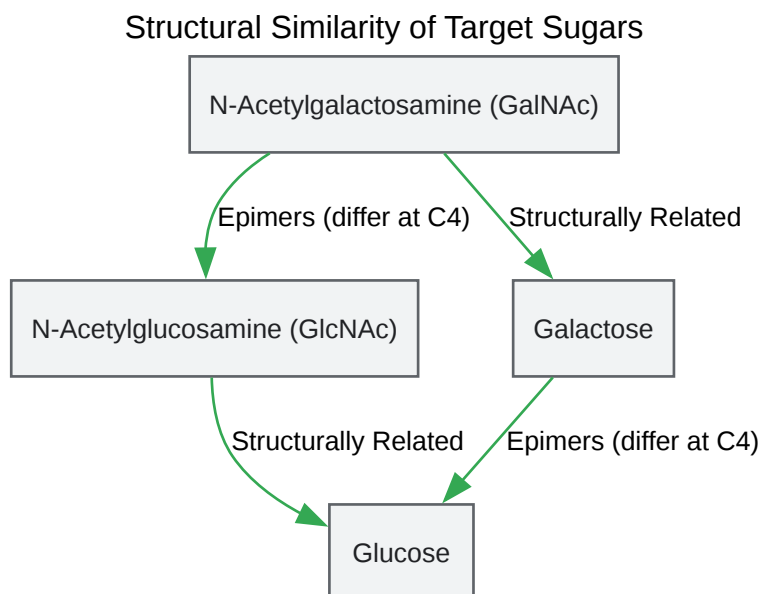 Structural Similarity of Target Sugars
N-Acetylgalactosamine (GalNAc)
Epimers (differ at C4)
Structurally Related
N-Acetylglucosamine (GlcNAc)
Galactose
Structurally Related
Epimers (differ at C4)
Glucose